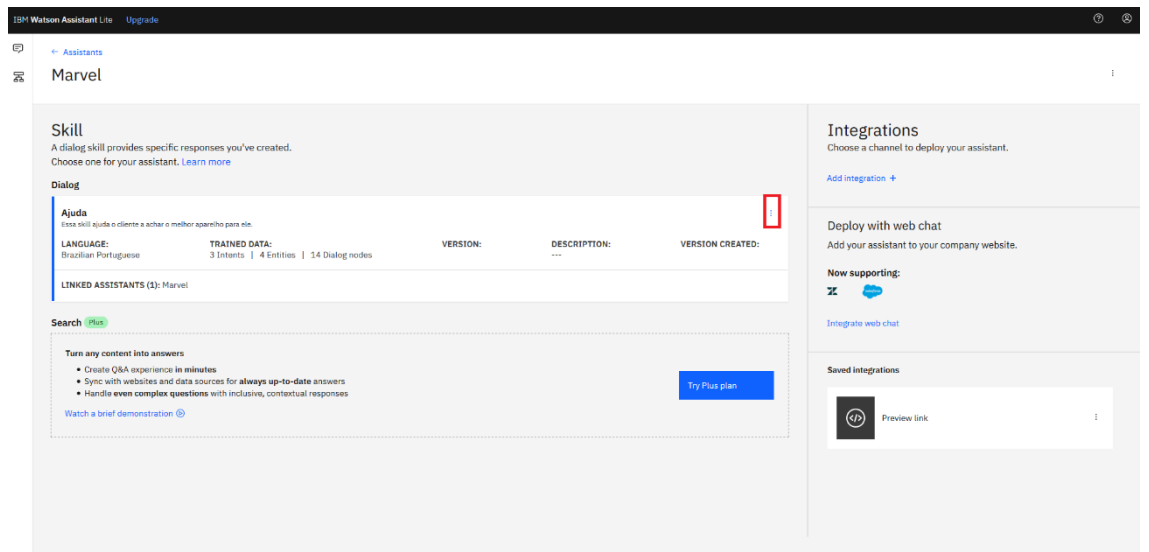 IBM Watson Assistant Lite Upgrade
← Assistants
Marvel
Skill
A dialog skill provides specific responses you've created.
Choose one for your assistant. Learn more
Dialog
Ajuda
Essa skill ajuda o cliente a achar o melhor aparelho para ele.
LANGUAGE: TRAINED DATA: VERSION: DESCRIPTION: VERSION CREATED:
Brazilian Portuguese 3 Intents | 4 Entities | 14 Dialog nodes ---
LINKED ASSISTANTS (1): Marvel
Search Plus
Turn any content into answers
• Create Q&A experience in minutes
• Sync with websites and data sources for always up-to-date answers
• Handle even complex questions with inclusive, contextual responses
Watch a brief demonstration
Try Plus plan
Integrations
Choose a channel to deploy your assistant.
Add integration +
Deploy with web chat
Add your assistant to your company website.
Now supporting:
Integrate web chat
Saved integrations
Preview link